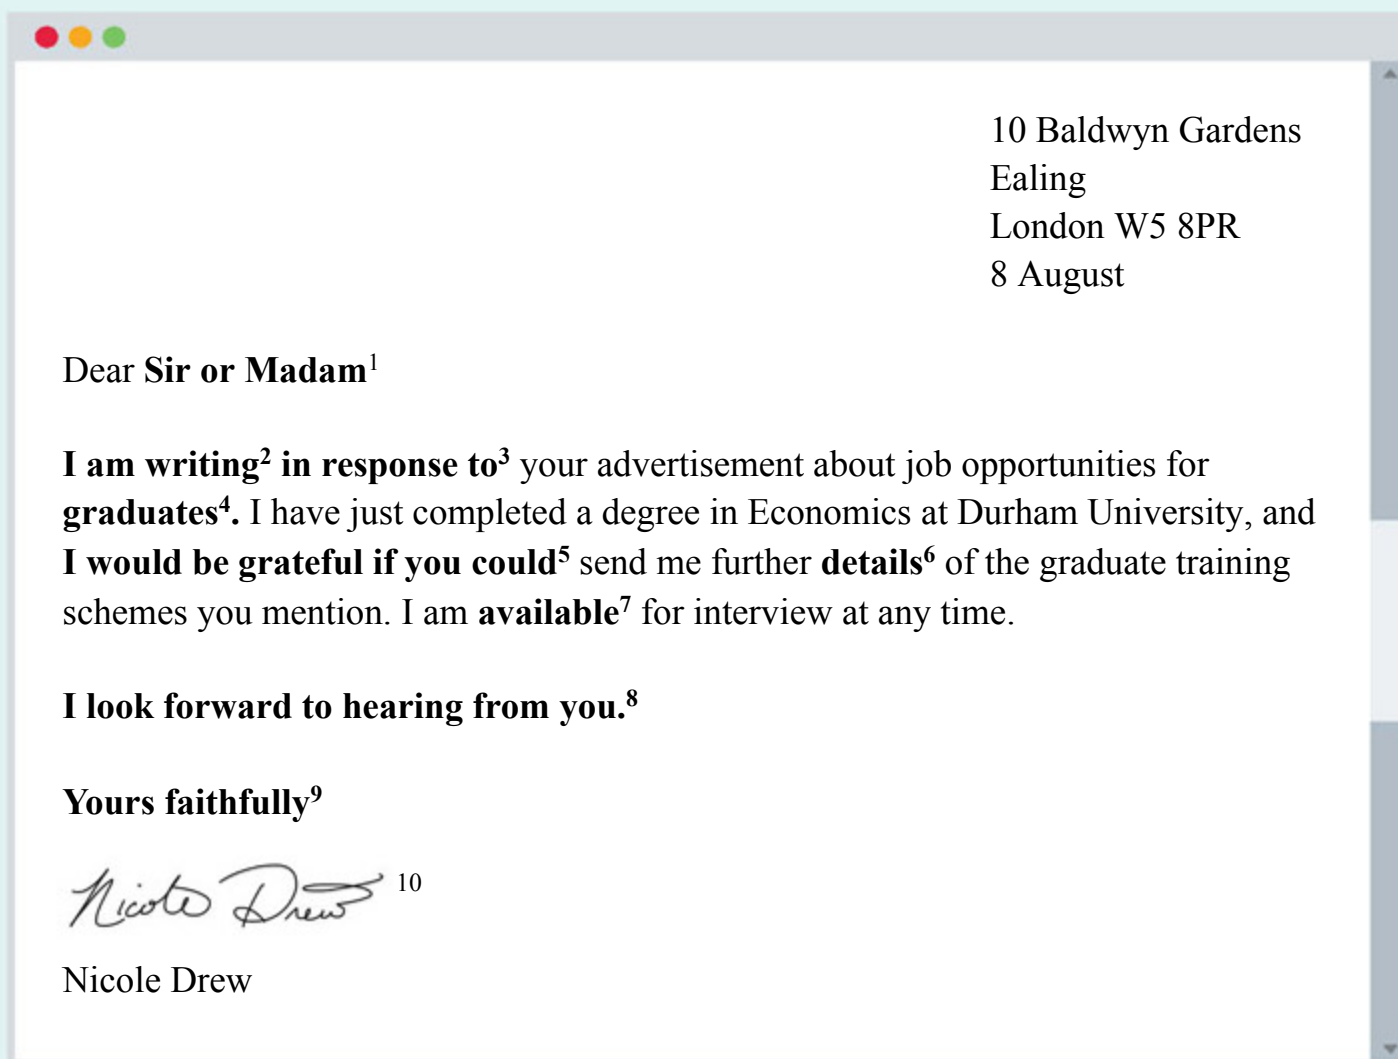 10 Baldwyn Gardens
Ealing
London W5 8PR
8 August
Dear Sir or Madam¹
I am writing² in response to³ your advertisement about job opportunities for
graduates⁴. I have just completed a degree in Economics at Durham University, and
I would be grateful if you could⁵ send me further details⁶ of the graduate training
schemes you mention. I am available⁷ for interview at any time.
I look forward to hearing from you.⁸
Yours faithfully⁹
Nicole Drew ¹⁰
Nicole Drew